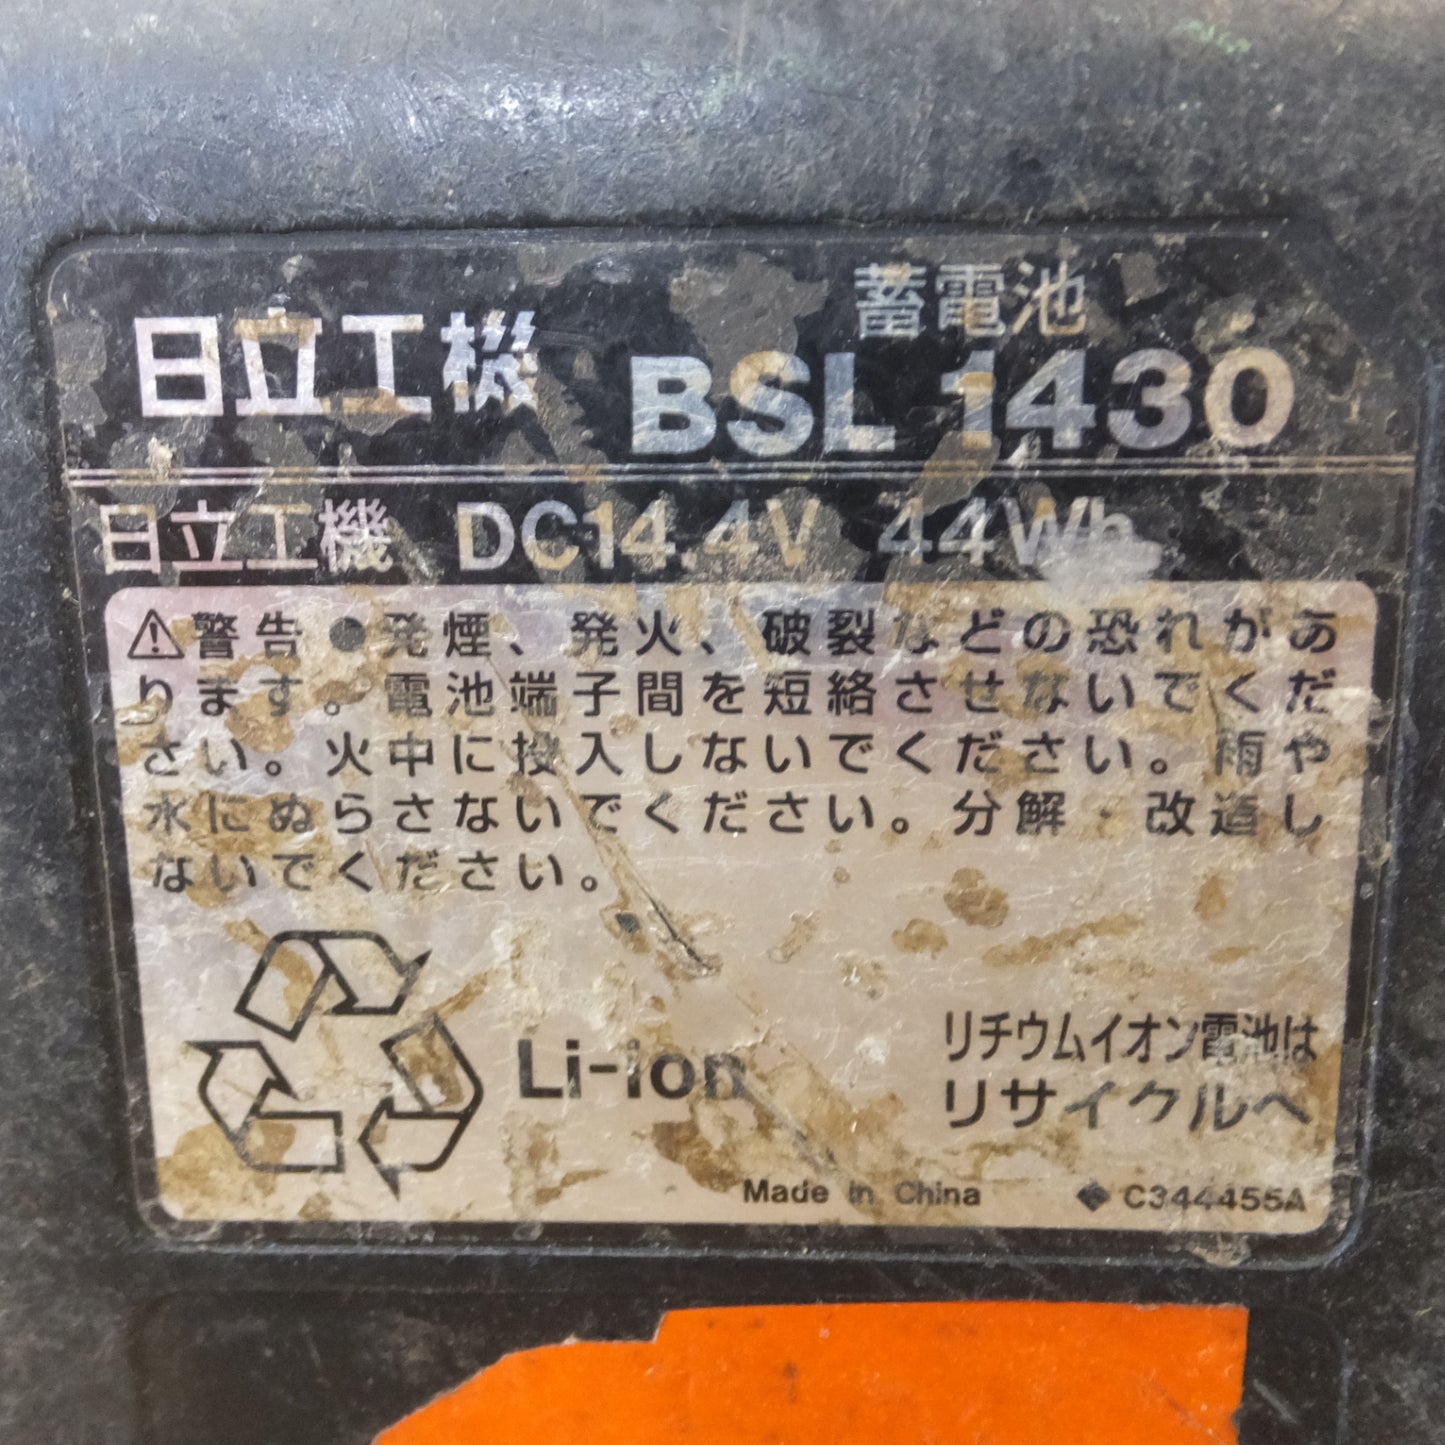 蓄電池
日立工機 BSL 1430
日立工機 DC14.4V 44Wh
⚠警告 ●発煙、発火、破裂などの恐れがあ
ります。電池端子間を短絡させないでくだ
さい。火中に投入しないでください。雨や
水にぬらさないでください。分解・改造し
ないでください。
Li-ion
リチウムイオン電池は
リサイクルへ
Made in China
C344455A